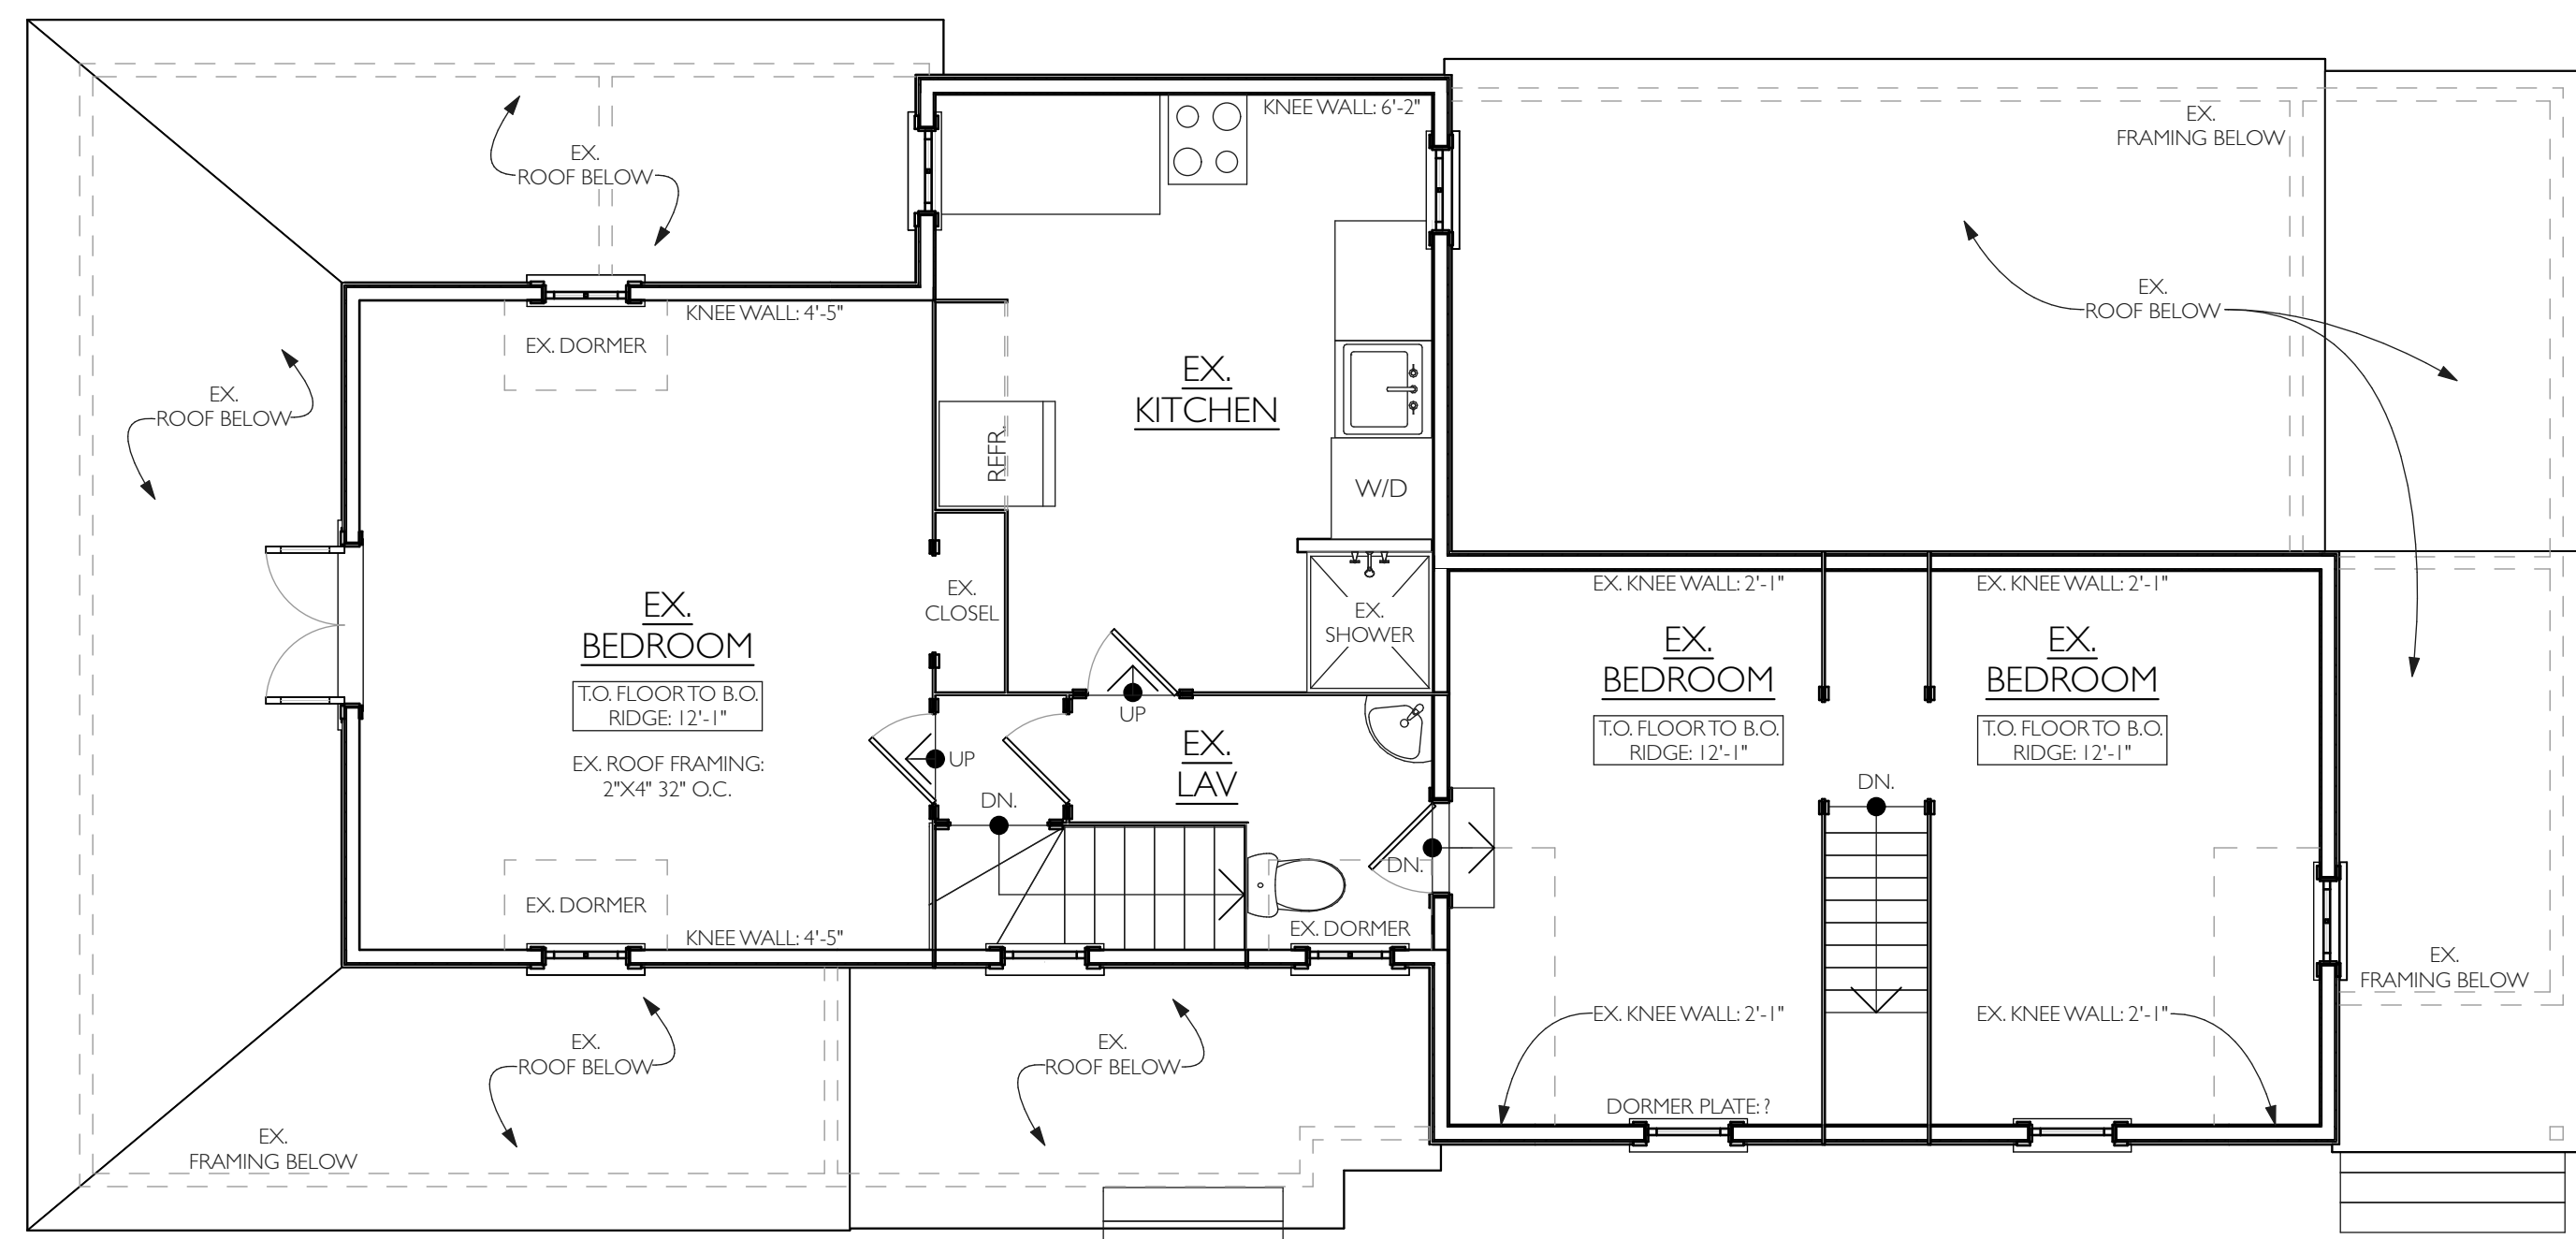 KNEE WALL: 6'-2"
EX.
FRAMING BELOW
EX.
ROOF BELOW
EX.
ROOF BELOW
KNEE WALL: 4'-5"
EX. DORMER
EX.
KITCHEN
EX.
ROOF BELOW
REFR.
W/D
EX.
CLOSEL
EX.
SHOWER
EX.
BEDROOM
T.O. FLOOR TO B.O.
RIDGE: 12'-1"
EX. ROOF FRAMING:
2"X4" 32" O.C.
EX. KNEE WALL: 2'-1"
EX. KNEE WALL: 2'-1"
EX.
BEDROOM
T.O. FLOOR TO B.O.
RIDGE: 12'-1"
EX.
BEDROOM
T.O. FLOOR TO B.O.
RIDGE: 12'-1"
UP
UP
EX.
LAV
DN.
DN.
DN.
EX. DORMER
KNEE WALL: 4'-5"
EX. DORMER
EX.
FRAMING BELOW
EX. KNEE WALL: 2'-1"
EX. KNEE WALL: 2'-1"
EX.
ROOF BELOW
EX.
ROOF BELOW
DORMER PLATE: ?
EX.
FRAMING BELOW